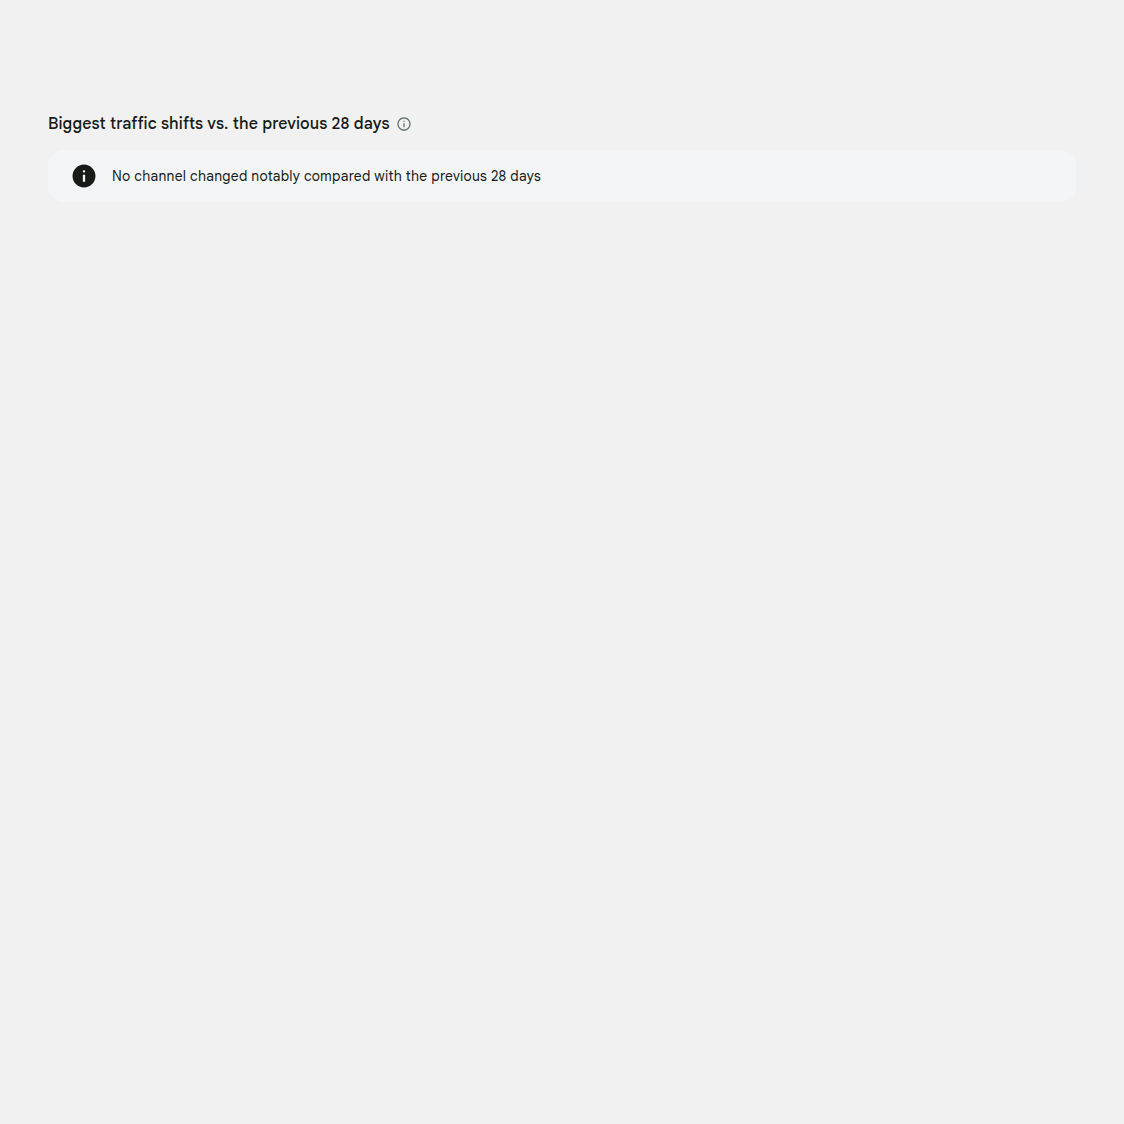 Biggest traffic shifts vs. the previous 28 days
No channel changed notably compared with the previous 28 days